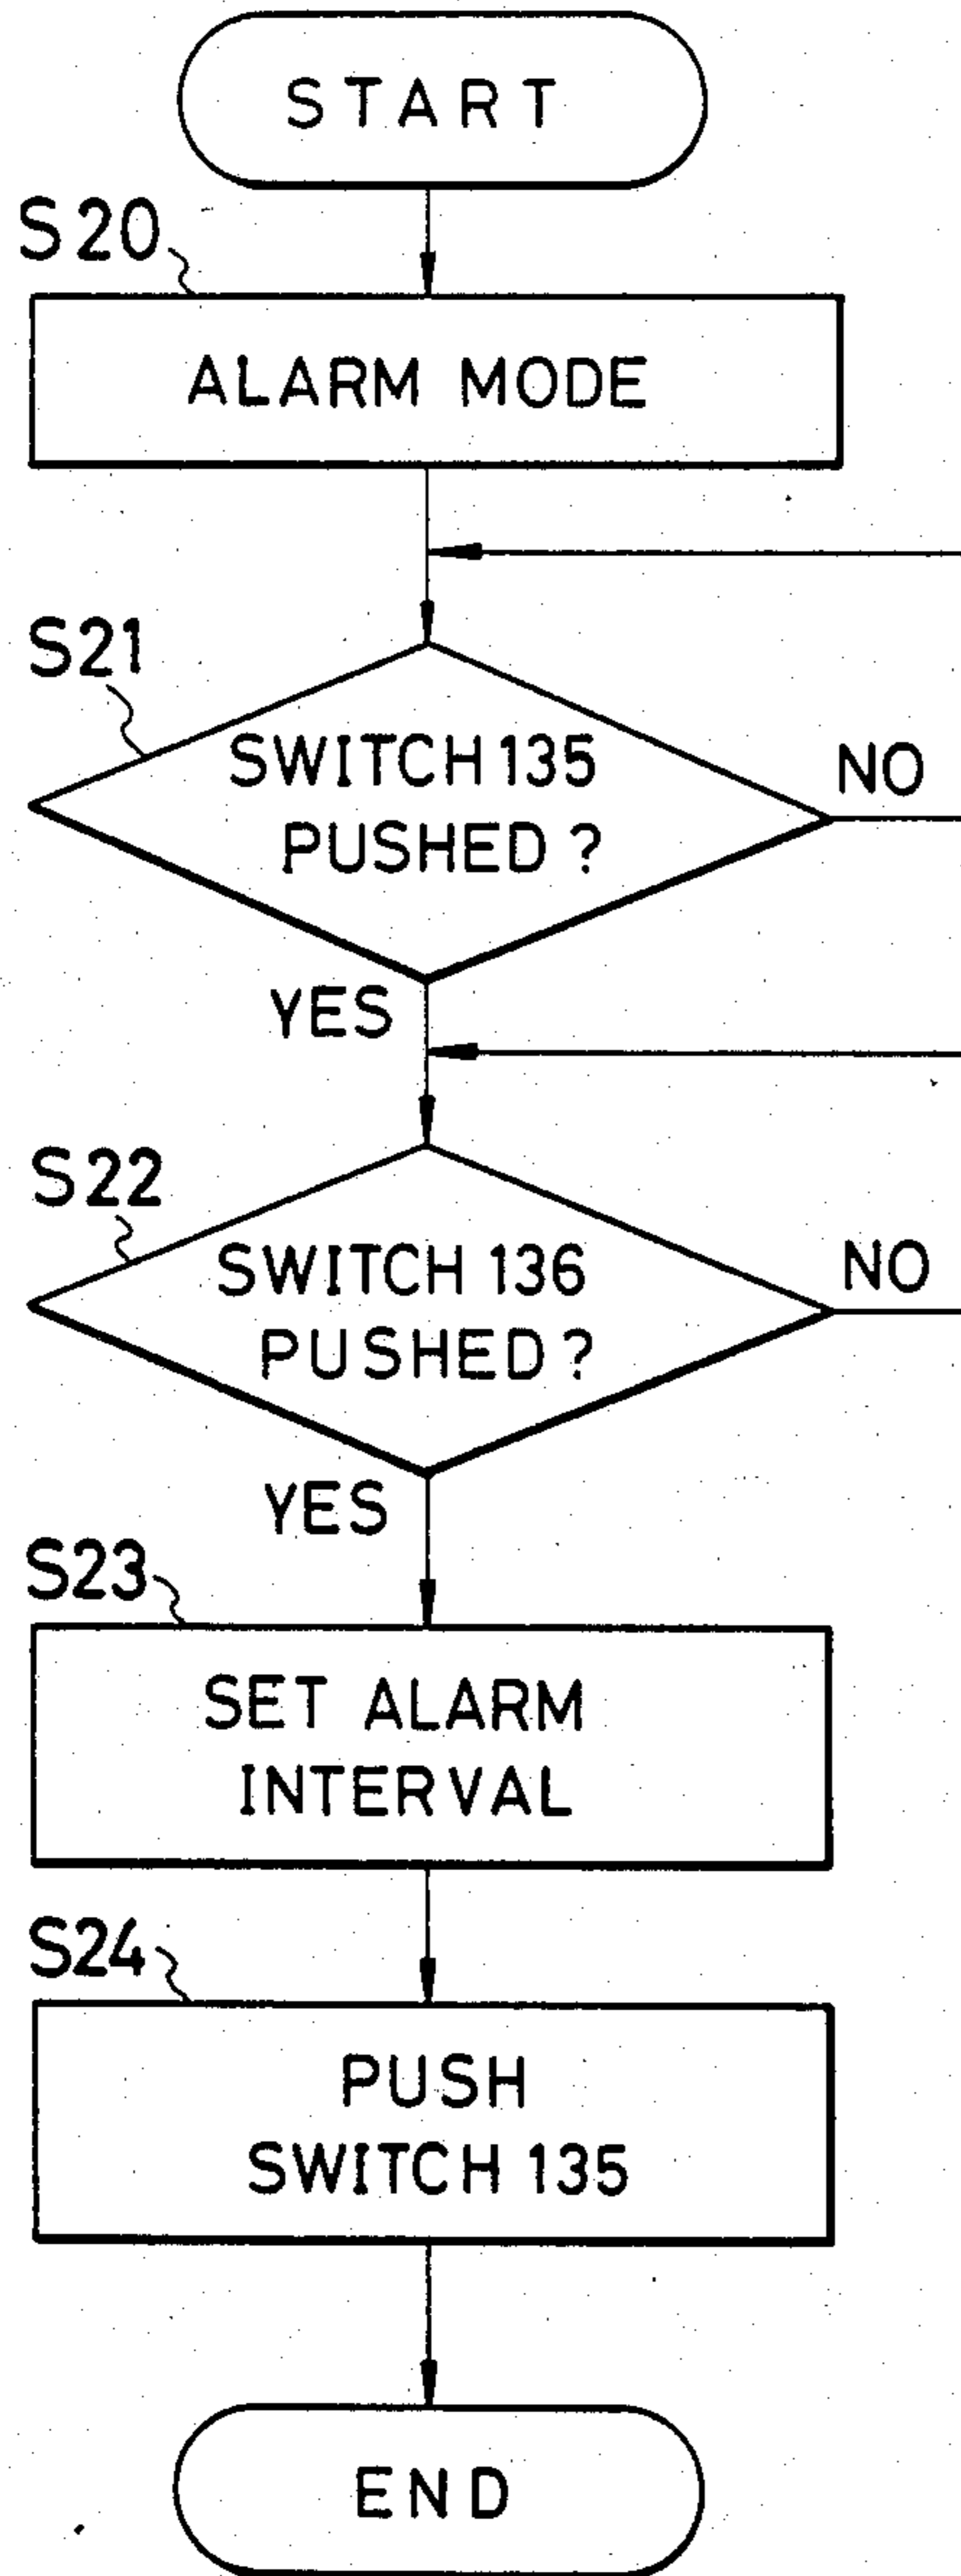 START
S20
ALARM MODE
S21
SWITCH 135
PUSHED ?
NO
YES
S22
SWITCH 136
PUSHED ?
NO
YES
S23
SET ALARM
INTERVAL
S24
PUSH
SWITCH 135
END